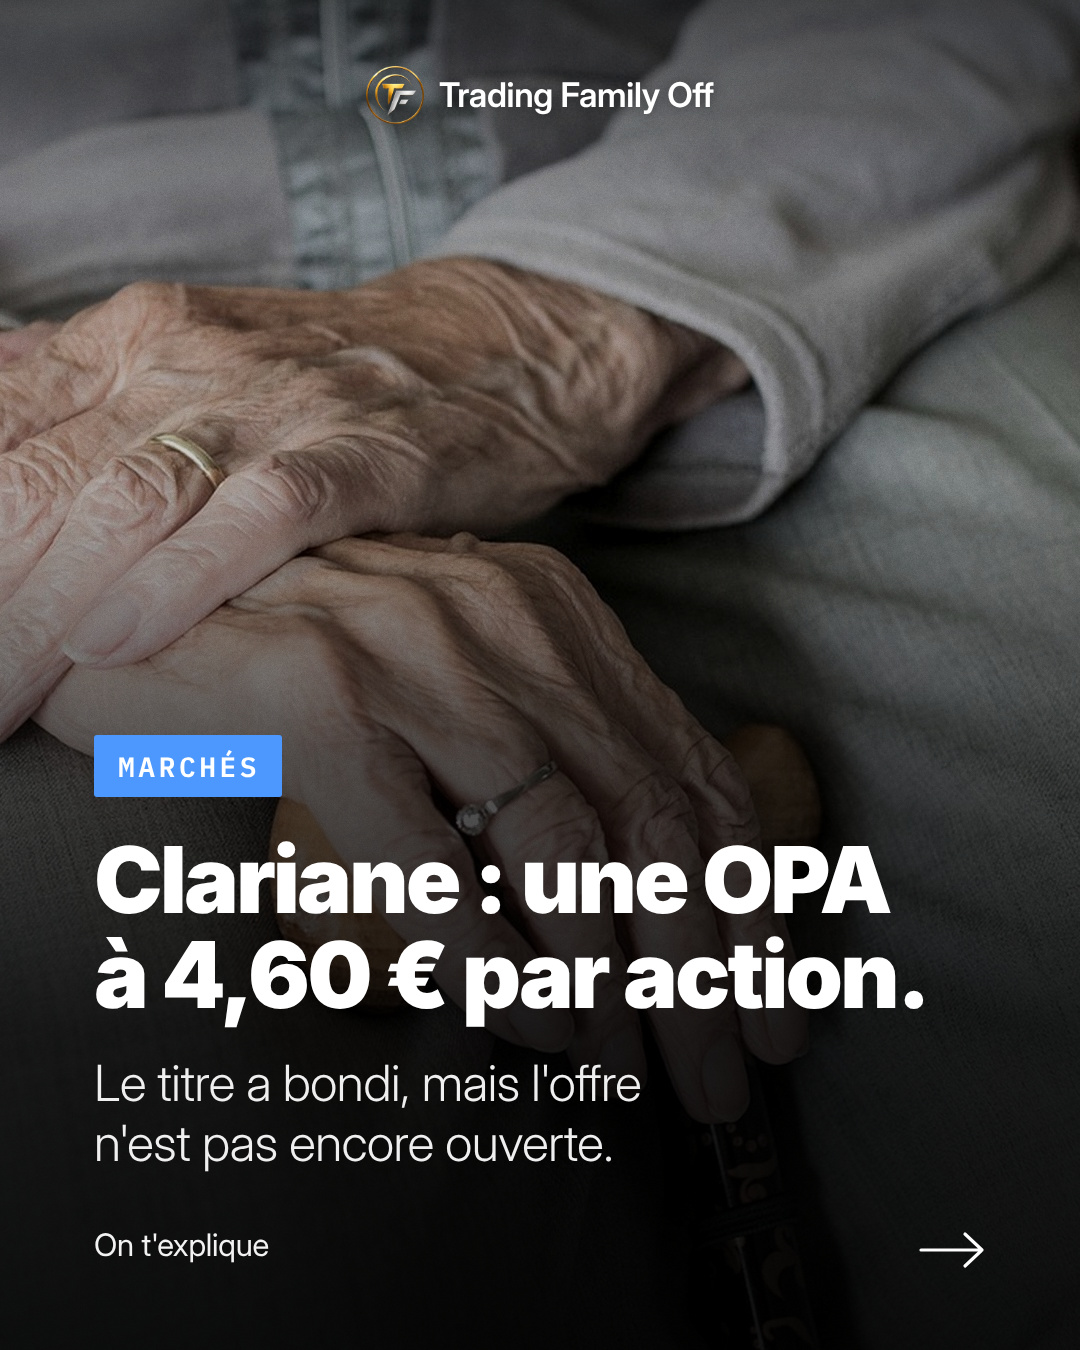 TF Trading Family Off
MARCHÉS
Clariane : une OPA
à 4,60 € par action.
Le titre a bondi, mais l'offre
n'est pas encore ouverte.
On t'explique